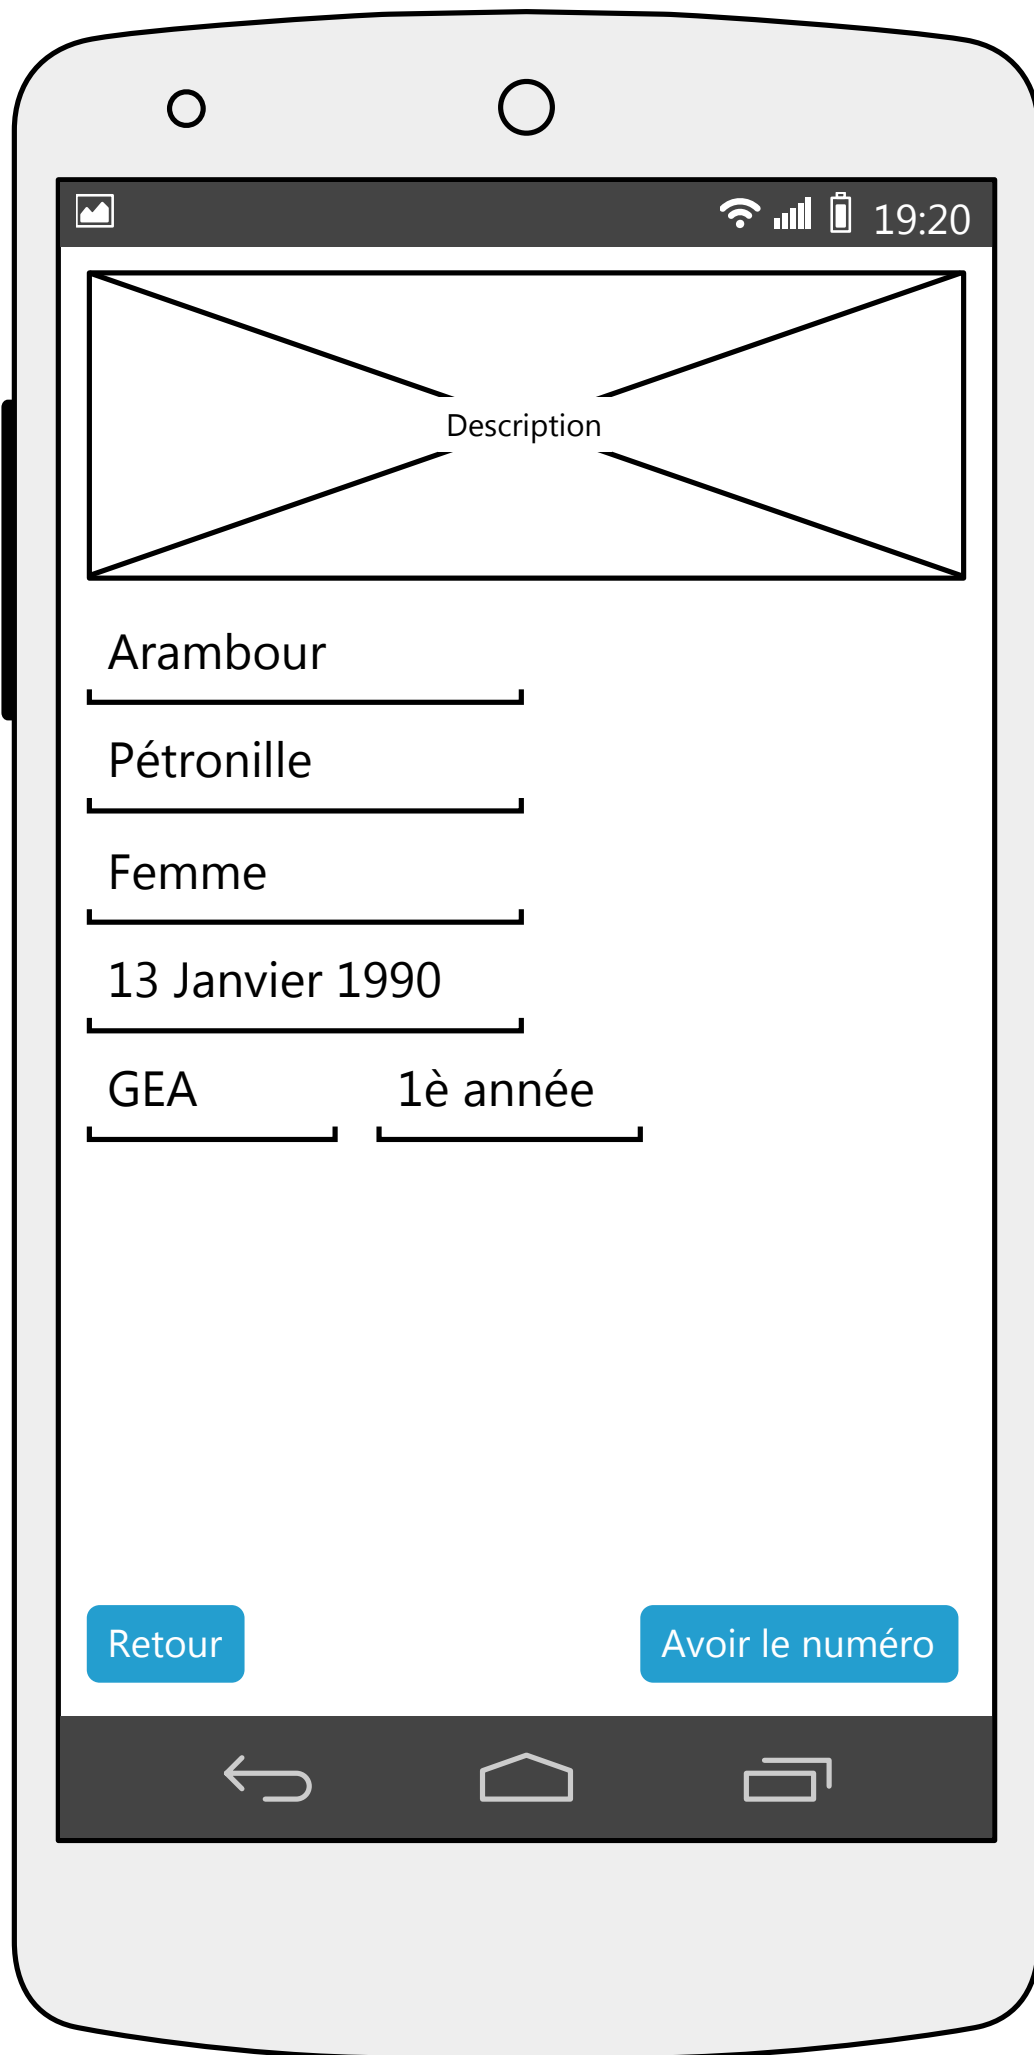 19:20
Description
Arambour
Pétronille
Femme
13 Janvier 1990
GEA 1è année
Retour Avoir le numéro